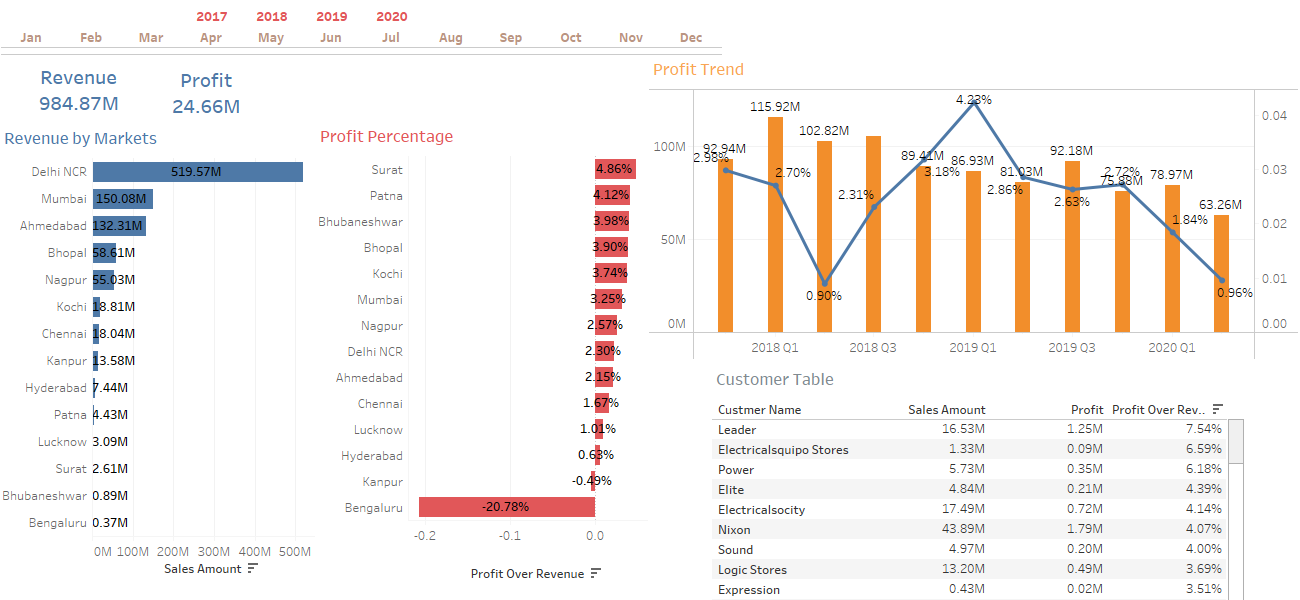 2017 2018 2019 2020
Jan Feb Mar Apr May Jun Jul Aug Sep Oct Nov Dec
Revenue
984.87M
Profit
24.66M
Revenue by Markets
Delhi NCR 519.57M
Mumbai 150.08M
Ahmedabad 132.31M
Bhopal 58.61M
Nagpur 55.03M
Kochi 18.81M
Chennai 18.04M
Kanpur 13.58M
Hyderabad 7.44M
Patna 4.43M
Lucknow 3.09M
Surat 2.61M
Bhubaneshwar 0.89M
Bengaluru 0.37M
0M 100M 200M 300M 400M 500M
Sales Amount
Profit Percentage
Surat 4.86%
Patna 4.12%
Bhubaneshwar 3.98%
Bhopal 3.90%
Kochi 3.74%
Mumbai 3.25%
Nagpur 2.57%
Delhi NCR 2.30%
Ahmedabad 2.15%
Chennai 1.67%
Lucknow 1.01%
Hyderabad 0.63%
Kanpur -0.49%
Bengaluru -20.78%
-0.2 -0.1 0.0
Profit Over Revenue
Profit Trend
100M
50M
0M
92.94M 115.92M 102.82M 89.41M 86.93M 81.03M 92.18M 75.88M 78.97M 63.26M
2.98% 2.70% 0.90% 2.31% 3.18% 4.23% 2.86% 2.63% 2.72% 1.84% 0.96%
0.04
0.03
0.02
0.01
0.00
2018 Q1 2018 Q3 2019 Q1 2019 Q3 2020 Q1
Customer Table
Custmer Name Sales Amount Profit Profit Over Rev..
Leader 16.53M 1.25M 7.54%
Electricalsquipo Stores 1.33M 0.09M 6.59%
Power 5.73M 0.35M 6.18%
Elite 4.84M 0.21M 4.39%
Electricalsocity 17.49M 0.72M 4.14%
Nixon 43.89M 1.79M 4.07%
Sound 4.97M 0.20M 4.00%
Logic Stores 13.20M 0.49M 3.69%
Expression 0.43M 0.02M 3.51%